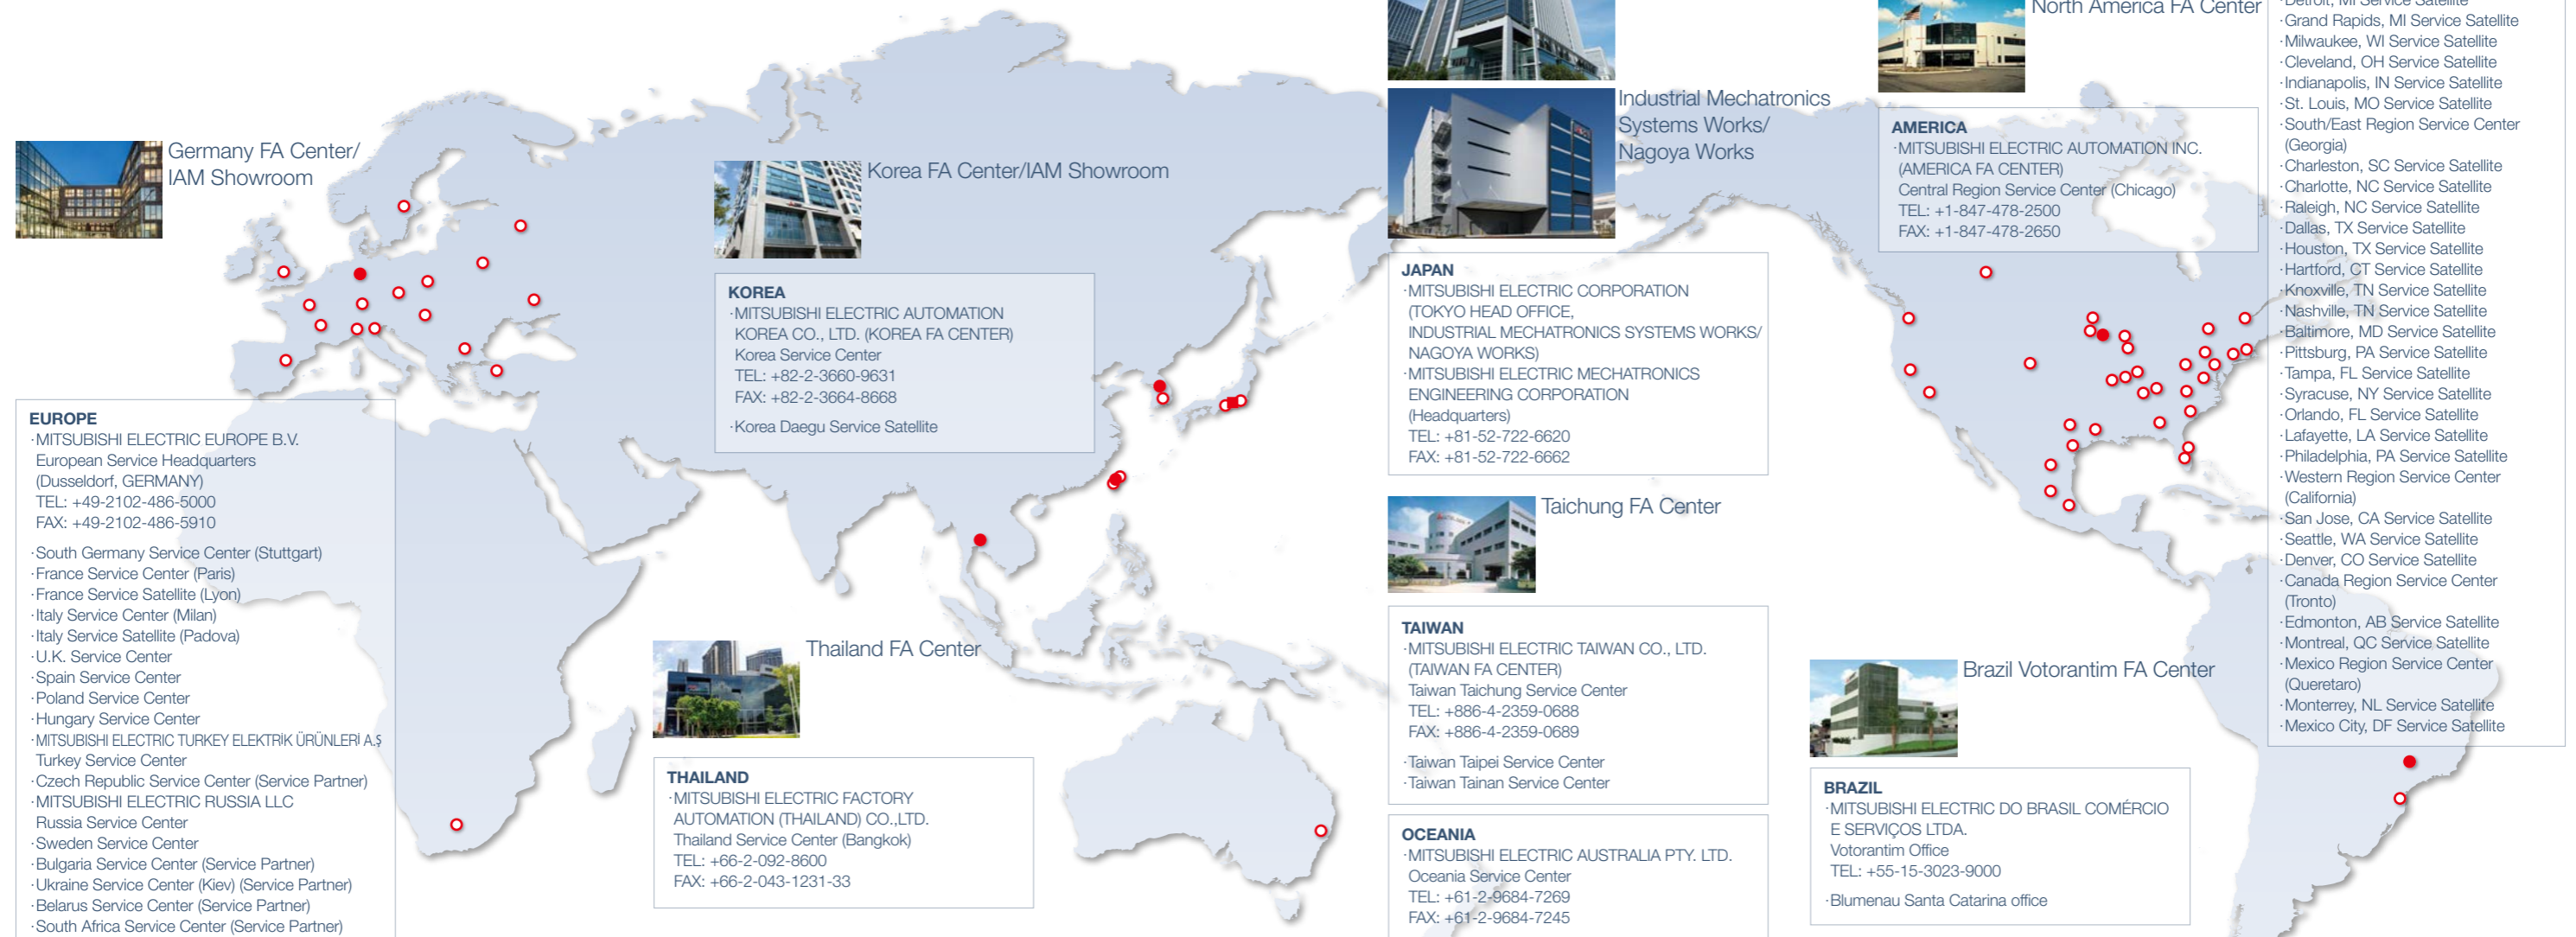 Germany FA Center/
IAM Showroom
EUROPE
·MITSUBISHI ELECTRIC EUROPE B.V.
European Service Headquarters
(Dusseldorf, GERMANY)
TEL: +49-2102-486-5000
FAX: +49-2102-486-5910
·South Germany Service Center (Stuttgart)
·France Service Center (Paris)
·France Service Satellite (Lyon)
·Italy Service Center (Milan)
·Italy Service Satellite (Padova)
·U.K. Service Center
·Spain Service Center
·Poland Service Center
·Hungary Service Center
·MITSUBISHI ELECTRIC TURKEY ELEKTRİK ÜRÜNLERİ A.Ş
Turkey Service Center
·Czech Republic Service Center (Service Partner)
·MITSUBISHI ELECTRIC RUSSIA LLC
Russia Service Center
·Sweden Service Center
·Bulgaria Service Center (Service Partner)
·Ukraine Service Center (Kiev) (Service Partner)
·Belarus Service Center (Service Partner)
·South Africa Service Center (Service Partner)
Korea FA Center/IAM Showroom
KOREA
·MITSUBISHI ELECTRIC AUTOMATION
KOREA CO., LTD. (KOREA FA CENTER)
Korea Service Center
TEL: +82-2-3660-9631
FAX: +82-2-3664-8668
·Korea Daegu Service Satellite
Thailand FA Center
THAILAND
·MITSUBISHI ELECTRIC FACTORY
AUTOMATION (THAILAND) CO.,LTD.
Thailand Service Center (Bangkok)
TEL: +66-2-092-8600
FAX: +66-2-043-1231-33
Industrial Mechatronics
Systems Works/
Nagoya Works
JAPAN
·MITSUBISHI ELECTRIC CORPORATION
(TOKYO HEAD OFFICE,
INDUSTRIAL MECHATRONICS SYSTEMS WORKS/
NAGOYA WORKS)
·MITSUBISHI ELECTRIC MECHATRONICS
ENGINEERING CORPORATION
(Headquarters)
TEL: +81-52-722-6620
FAX: +81-52-722-6662
Taichung FA Center
TAIWAN
·MITSUBISHI ELECTRIC TAIWAN CO., LTD.
(TAIWAN FA CENTER)
Taiwan Taichung Service Center
TEL: +886-4-2359-0688
FAX: +886-4-2359-0689
·Taiwan Taipei Service Center
·Taiwan Tainan Service Center
OCEANIA
·MITSUBISHI ELECTRIC AUSTRALIA PTY. LTD.
Oceania Service Center
TEL: +61-2-9684-7269
FAX: +61-2-9684-7245
North America FA Center
AMERICA
·MITSUBISHI ELECTRIC AUTOMATION INC.
(AMERICA FA CENTER)
Central Region Service Center (Chicago)
TEL: +1-847-478-2500
FAX: +1-847-478-2650
Brazil Votorantim FA Center
BRAZIL
·MITSUBISHI ELECTRIC DO BRASIL COMÉRCIO
E SERVIÇOS LTDA.
Votorantim Office
TEL: +55-15-3023-9000
·Blumenau Santa Catarina office
·Detroit, MI Service Satellite
·Grand Rapids, MI Service Satellite
·Milwaukee, WI Service Satellite
·Cleveland, OH Service Satellite
·Indianapolis, IN Service Satellite
·St. Louis, MO Service Satellite
·South/East Region Service Center
(Georgia)
·Charleston, SC Service Satellite
·Charlotte, NC Service Satellite
·Raleigh, NC Service Satellite
·Dallas, TX Service Satellite
·Houston, TX Service Satellite
·Hartford, CT Service Satellite
·Knoxville, TN Service Satellite
·Nashville, TN Service Satellite
·Baltimore, MD Service Satellite
·Pittsburg, PA Service Satellite
·Tampa, FL Service Satellite
·Syracuse, NY Service Satellite
·Orlando, FL Service Satellite
·Lafayette, LA Service Satellite
·Philadelphia, PA Service Satellite
·Western Region Service Center
(California)
·San Jose, CA Service Satellite
·Seattle, WA Service Satellite
·Denver, CO Service Satellite
·Canada Region Service Center
(Tronto)
·Edmonton, AB Service Satellite
·Montreal, QC Service Satellite
·Mexico Region Service Center
(Queretaro)
·Monterrey, NL Service Satellite
·Mexico City, DF Service Satellite